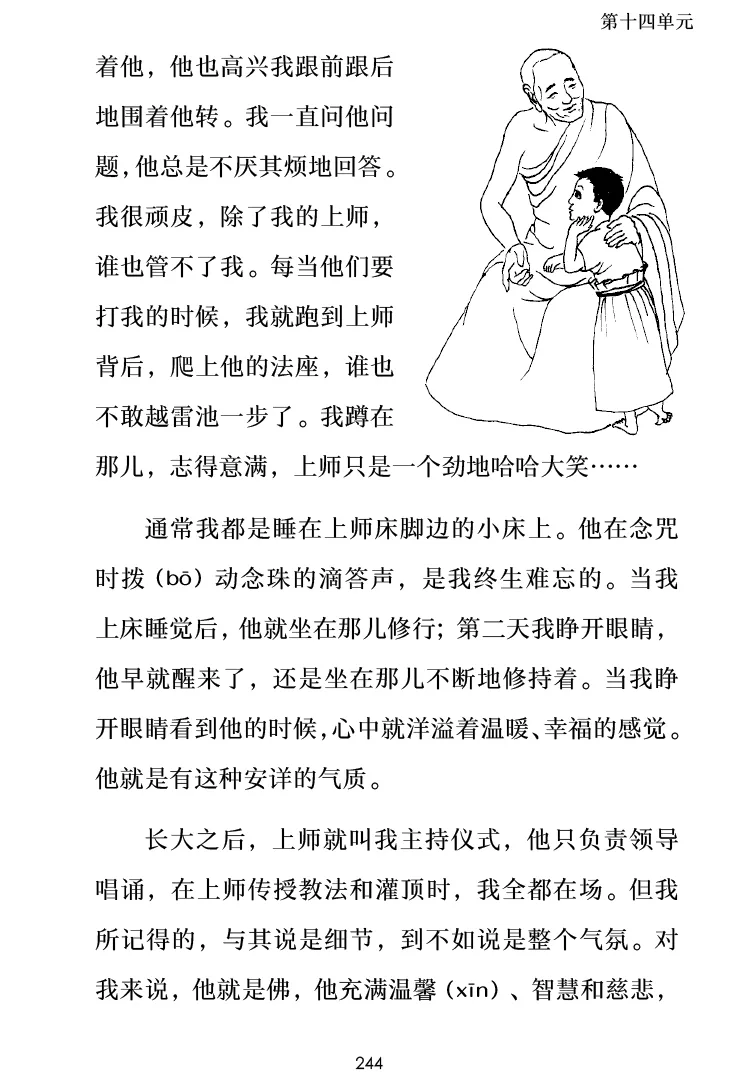 第十四单元
着他，他也高兴我跟前跟后
地围着他转。我一直问他问
题，他总是不厌其烦地回答。
我很顽皮，除了我的上师，
谁也管不了我。每当他们要
打我的时候，我就跑到上师
背后，爬上他的法座，谁也
不敢越雷池一步了。我蹲在
那儿，志得意满，上师只是一个劲地哈哈大笑……
通常我都是睡在上师床脚边的小床上。他在念咒
时拨（bō）动念珠的滴答声，是我终生难忘的。当我
上床睡觉后，他就坐在那儿修行；第二天我睁开眼睛，
他早就醒来了，还是坐在那儿不断地修持着。当我睁
开眼睛看到他的时候，心中就洋溢着温暖、幸福的感觉。
他就是有这种安详的气质。
长大之后，上师就叫我主持仪式，他只负责领导
唱诵，在上师传授教法和灌顶时，我全都在场。但我
所记得的，与其说是细节，到不如说是整个气氛。对
我来说，他就是佛，他充满温馨（xīn）、智慧和慈悲，
244